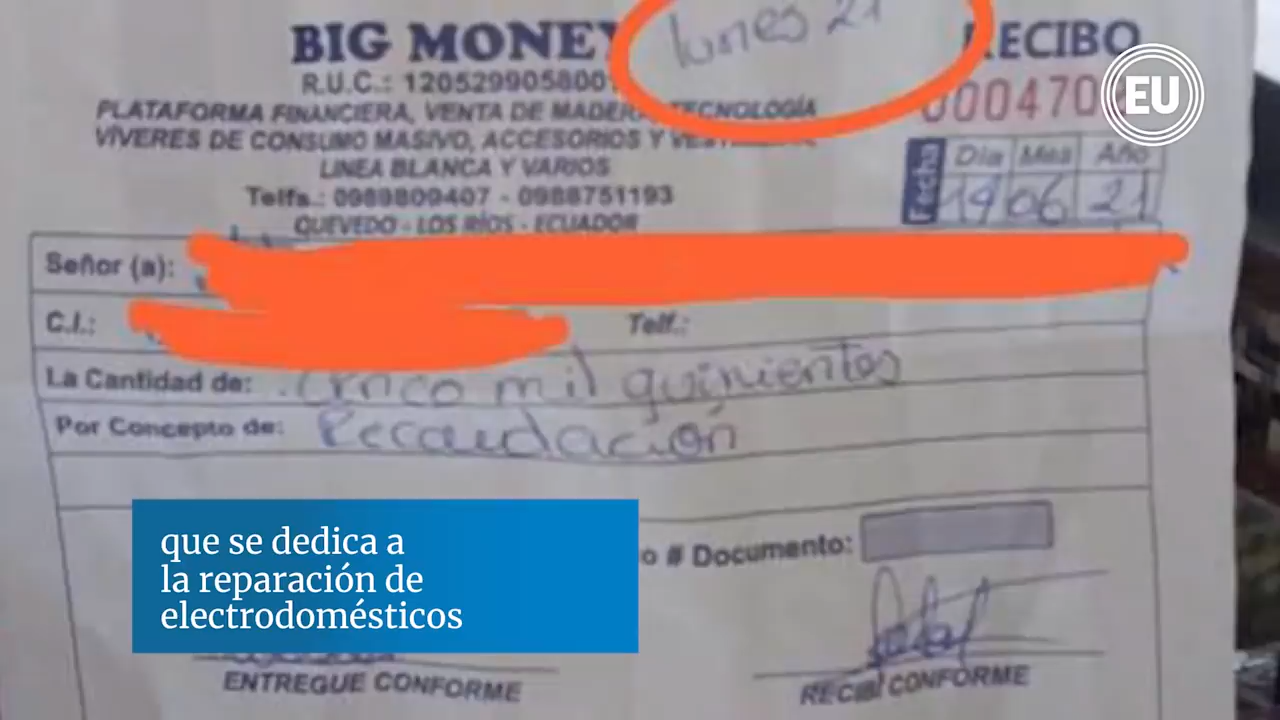 lunes 21
BIG MONEY
RECIBO
R.U.C.: 1205299058001
000470
EU
PLATAFORMA FINANCIERA, VENTA DE MADERA, TECNOLOGÍA
VÍVERES DE CONSUMO MASIVO, ACCESORIOS Y
LINEA BLANCA Y VARIOS
Telfs.: 0989809407 - 0988751193
QUEVEDO - LOS RÍOS - ECUADOR
Fecha Día Mes Año
19 06 21
Señor (a):
C.I.: Telf.:
La Cantidad de: cinco mil quinientos
Por Concepto de: Recaudación
o # Documento:
que se dedica a
la reparación de
electrodomésticos
ENTREGUE CONFORME
RECIBI CONFORME